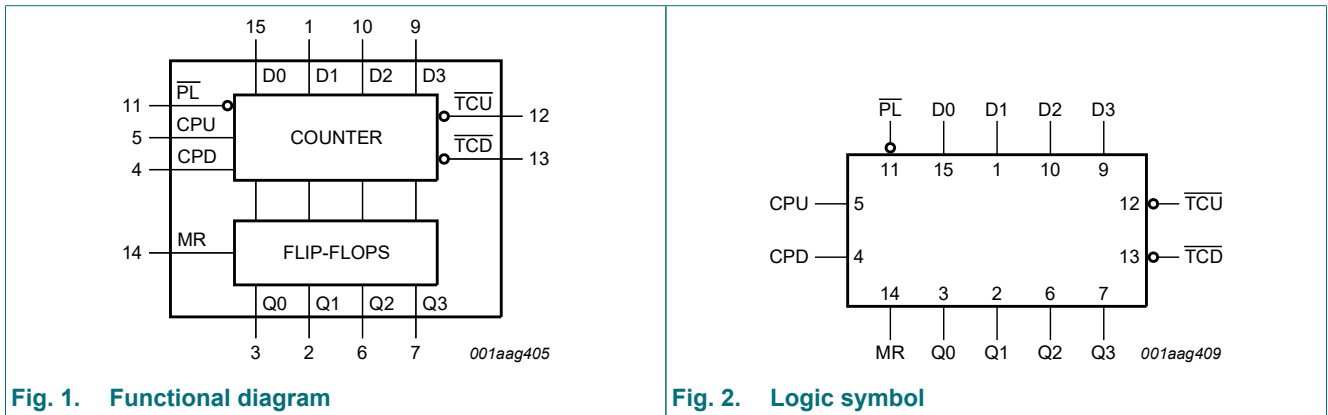 15 1 10 9
D0 D1 D2 D3
11 PL
TCU 12
5 CPU
COUNTER
TCD 13
4 CPD
14 MR
FLIP-FLOPS
Q0 Q1 Q2 Q3
3 2 6 7 001aag405
Fig. 1. Functional diagram
PL D0 D1 D2 D3
11 15 1 10 9
CPU 5 12 TCU
CPD 4 13 TCD
14 3 2 6 7
MR Q0 Q1 Q2 Q3 001aag409
Fig. 2. Logic symbol